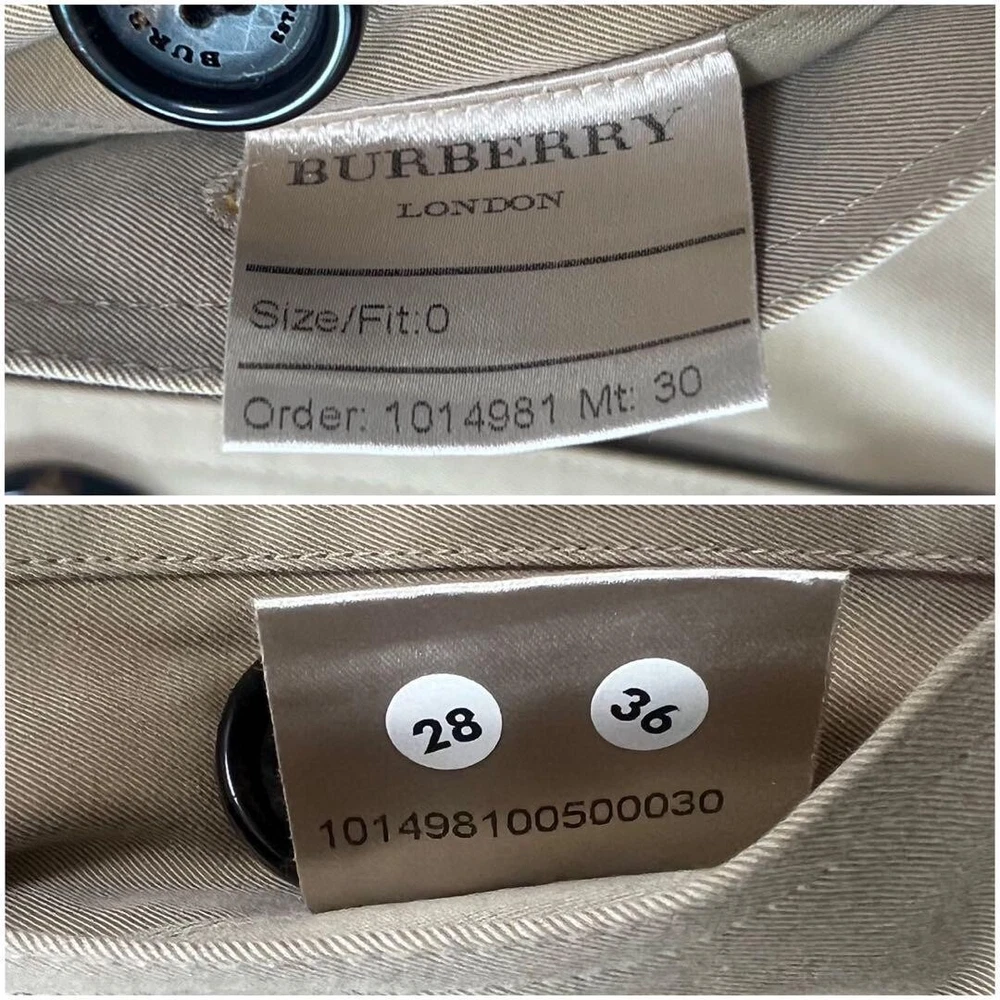 BURBERRY
LONDON
Size/Fit:0
Order: 1014981 Mt: 30
28
36
101498100500030